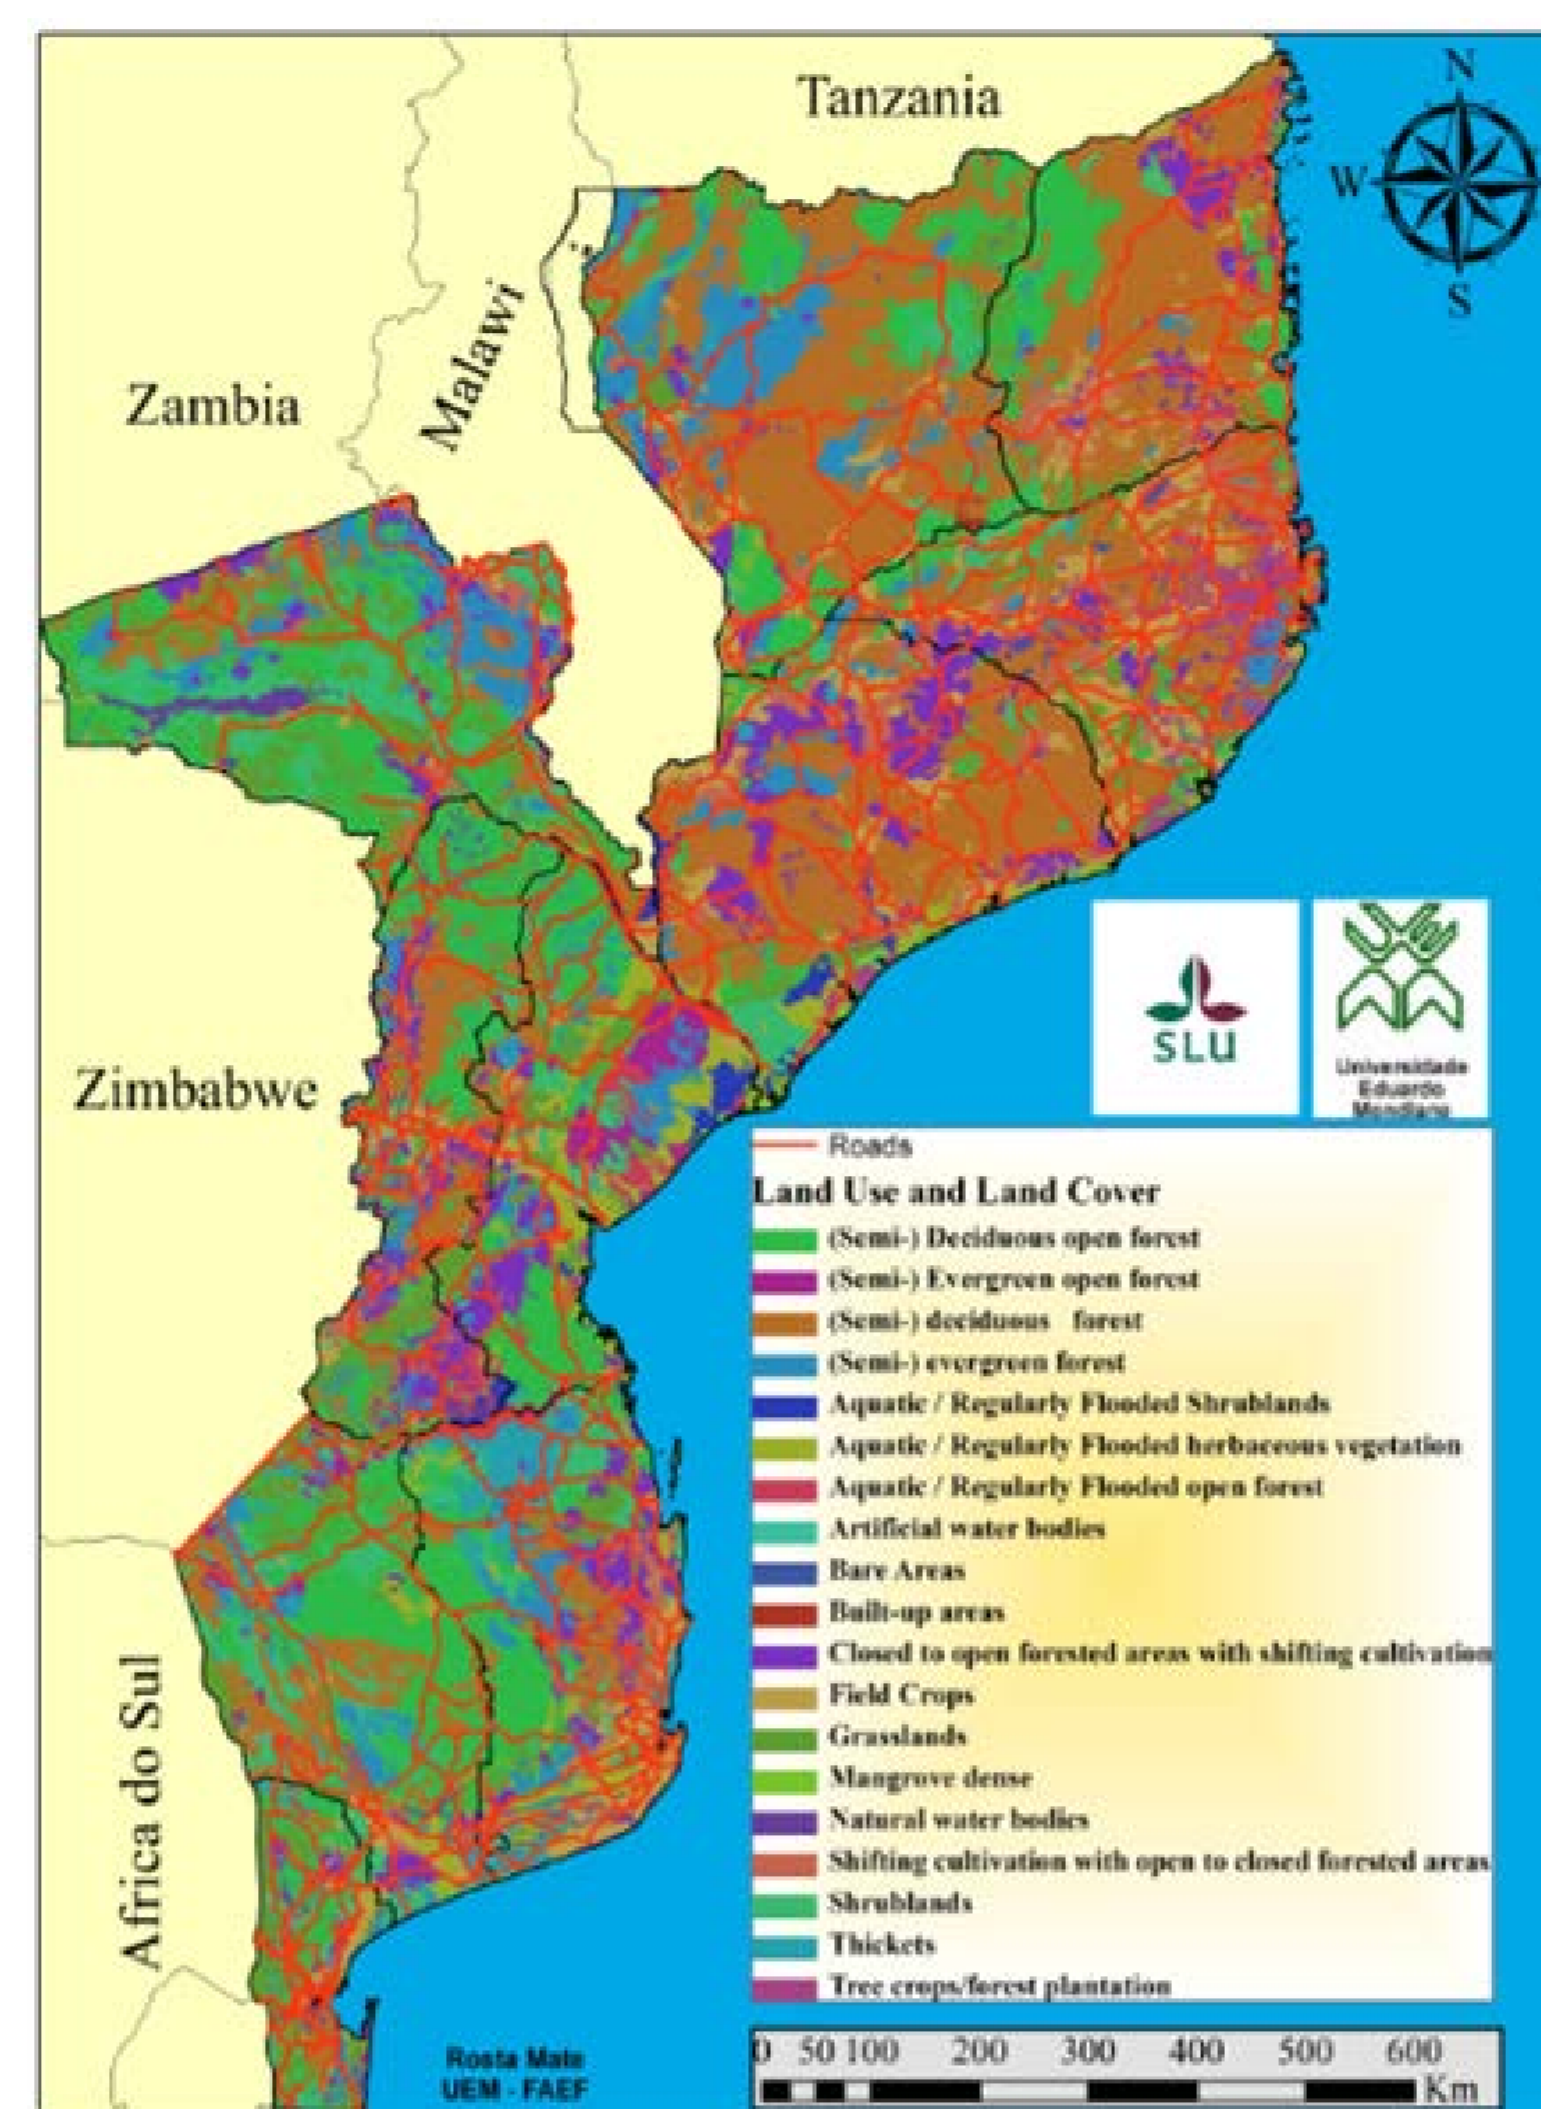 Tanzania
N
W
S
Malawi
Zambia
Zimbabwe
SLU
Universidade
Eduardo
Mondlane
Roads
Land Use and Land Cover
(Semi-) Deciduous open forest
(Semi-) Evergreen open forest
(Semi-) deciduous forest
(Semi-) evergreen forest
Aquatic / Regularly Flooded Shrublands
Aquatic / Regularly Flooded herbaceous vegetation
Aquatic / Regularly Flooded open forest
Artificial water bodies
Bare Areas
Built-up areas
Closed to open forested areas with shifting cultivation
Field Crops
Grasslands
Mangrove dense
Natural water bodies
Shifting cultivation with open to closed forested areas
Shrublands
Thickets
Tree crops/forest plantation
Africa do Sul
Rosta Mate
UEM - FAEF
0 50 100 200 300 400 500 600
Km